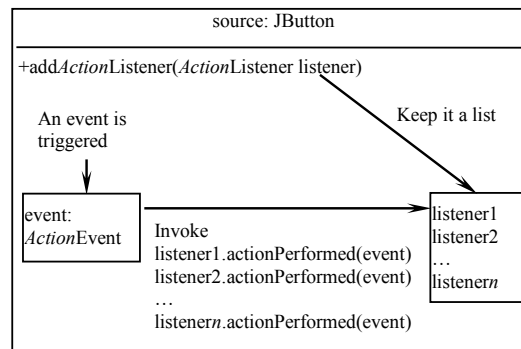 source: JButton
+addActionListener(ActionListener listener)
An event is
triggered
Keep it a list
event:
ActionEvent
listener1
listener2
…
listenern
Invoke
listener1.actionPerformed(event)
listener2.actionPerformed(event)
…
listenern.actionPerformed(event)